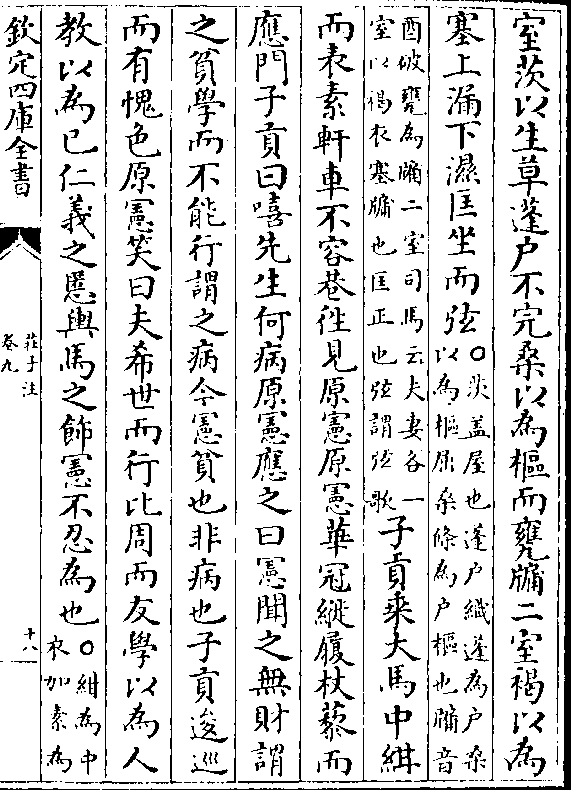 室茨以生草蓬户不完桑以為樞而甕牖二室褐以為
塞上漏下濕匡坐而弦○茨盖屋也蓬户織蓬為户桑
以為樞屈桑條為户樞也牖音
酉破甕為牖二室司馬云夫妻各一
室以褐衣塞牖也匡正也弦謂弦歌
子貢乗大馬中紺
而表素軒車不容巷徃見原憲原憲華冠縰履杖藜而
應門子貢曰嘻先生何病原憲應之曰憲聞之無財謂
之貧學而不能行謂之病今憲貧也非病也子貢逡巡
而有愧色原憲笑曰夫希世而行比周而友學以為人
教以為已仁義之慝輿馬之飾憲不忍為也○紺為中
衣加素為
欽定四庫全書
莊子注
卷九
十八